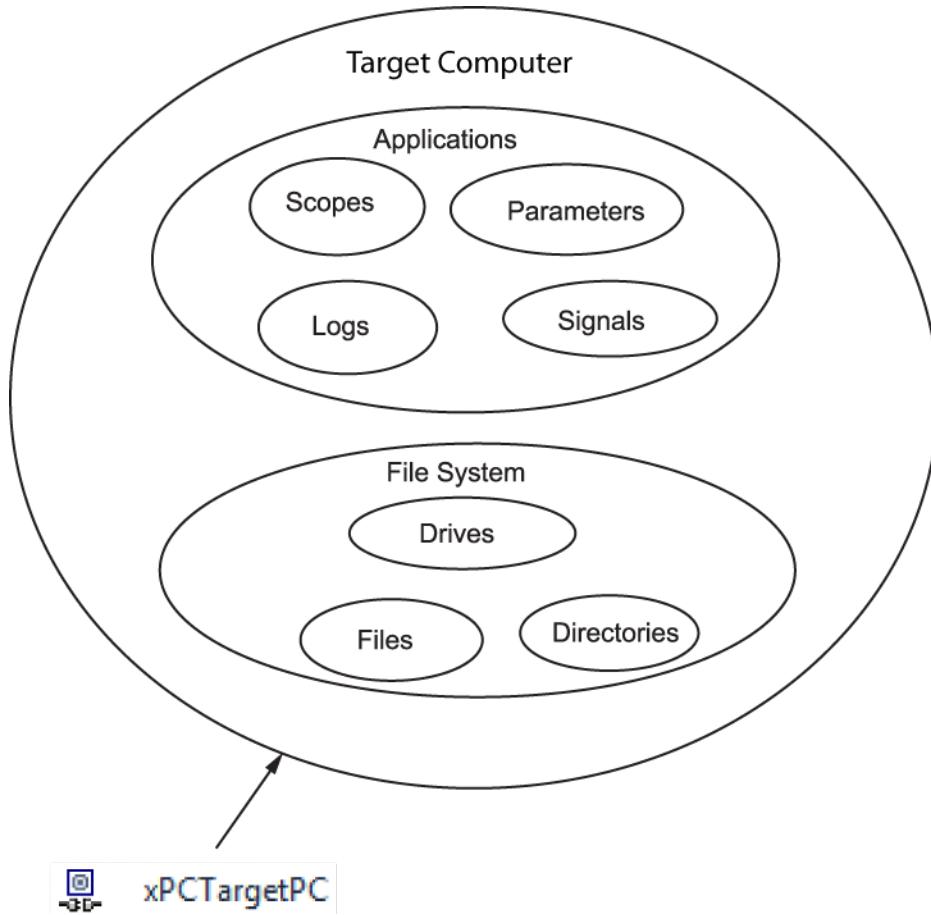 Target Computer
Applications
Scopes
Parameters
Logs
Signals
File System
Drives
Files
Directories
xPCTargetPC